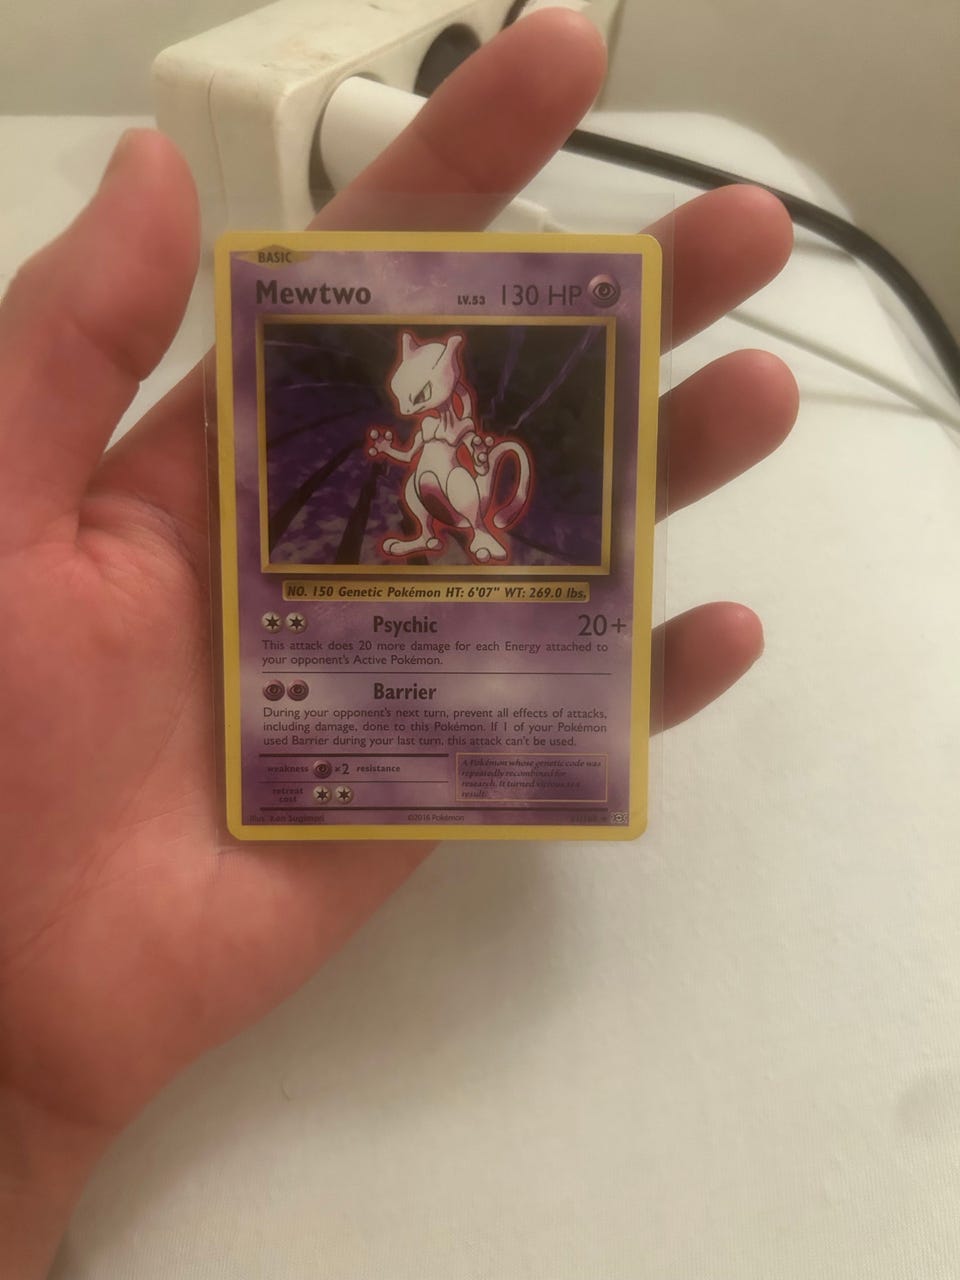 BASIC
Mewtwo LV.53 130 HP
NO. 150 Genetic Pokémon HT: 6'07" WT: 269.0 lbs.
Psychic 20+
This attack does 20 more damage for each Energy attached to
your opponent's Active Pokémon.
Barrier
During your opponent's next turn, prevent all effects of attacks,
including damage, done to this Pokémon. If 1 of your Pokémon
used Barrier during your last turn, this attack can't be used.
weakness ×2 resistance
retreat
cost
A Pokémon whose genetic code was
repeatedly recombined for
research. It turned vicious as a
result.
Illus. Ken Sugimori ©2016 Pokémon